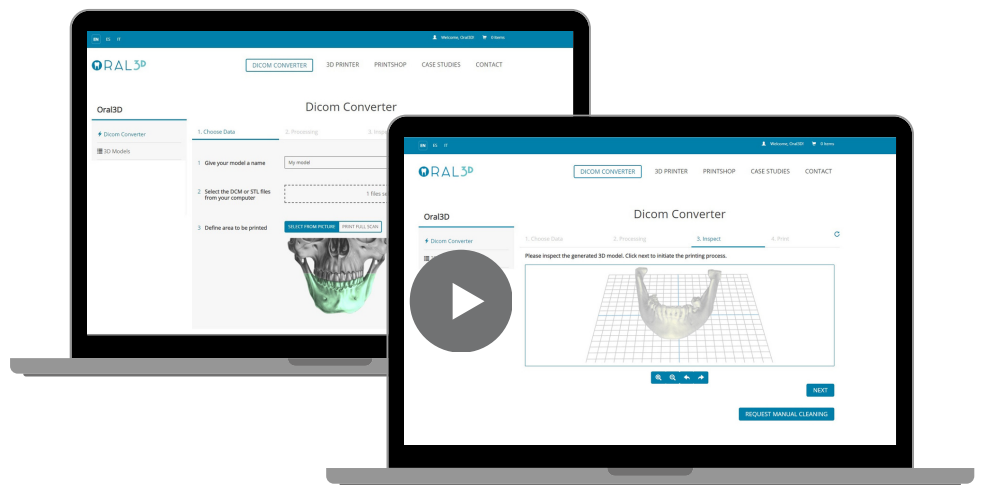 EN ES IT
Welcome, Oral3D! 0 Items
ORAL3D
DICOM CONVERTER 3D PRINTER PRINTSHOP CASE STUDIES CONTACT
Oral3D
Dicom Converter
3D Models
Dicom Converter
1. Choose Data 2. Processing
1 Give your model a name
My model
2 Select the DCM or STL files
from your computer
1 files
3 Define area to be printed
SELECT FROM PICTURE PRINT FULL SCAN
EN ES IT
Welcome, Oral3D! 0 Items
ORAL3D
DICOM CONVERTER 3D PRINTER PRINTSHOP CASE STUDIES CONTACT
Oral3D
Dicom Converter
Dicom Converter
1. Choose Data 2. Processing 3. Inspect 4. Print
Please inspect the generated 3D model. Click next to initiate the printing process.
NEXT
REQUEST MANUAL CLEANING